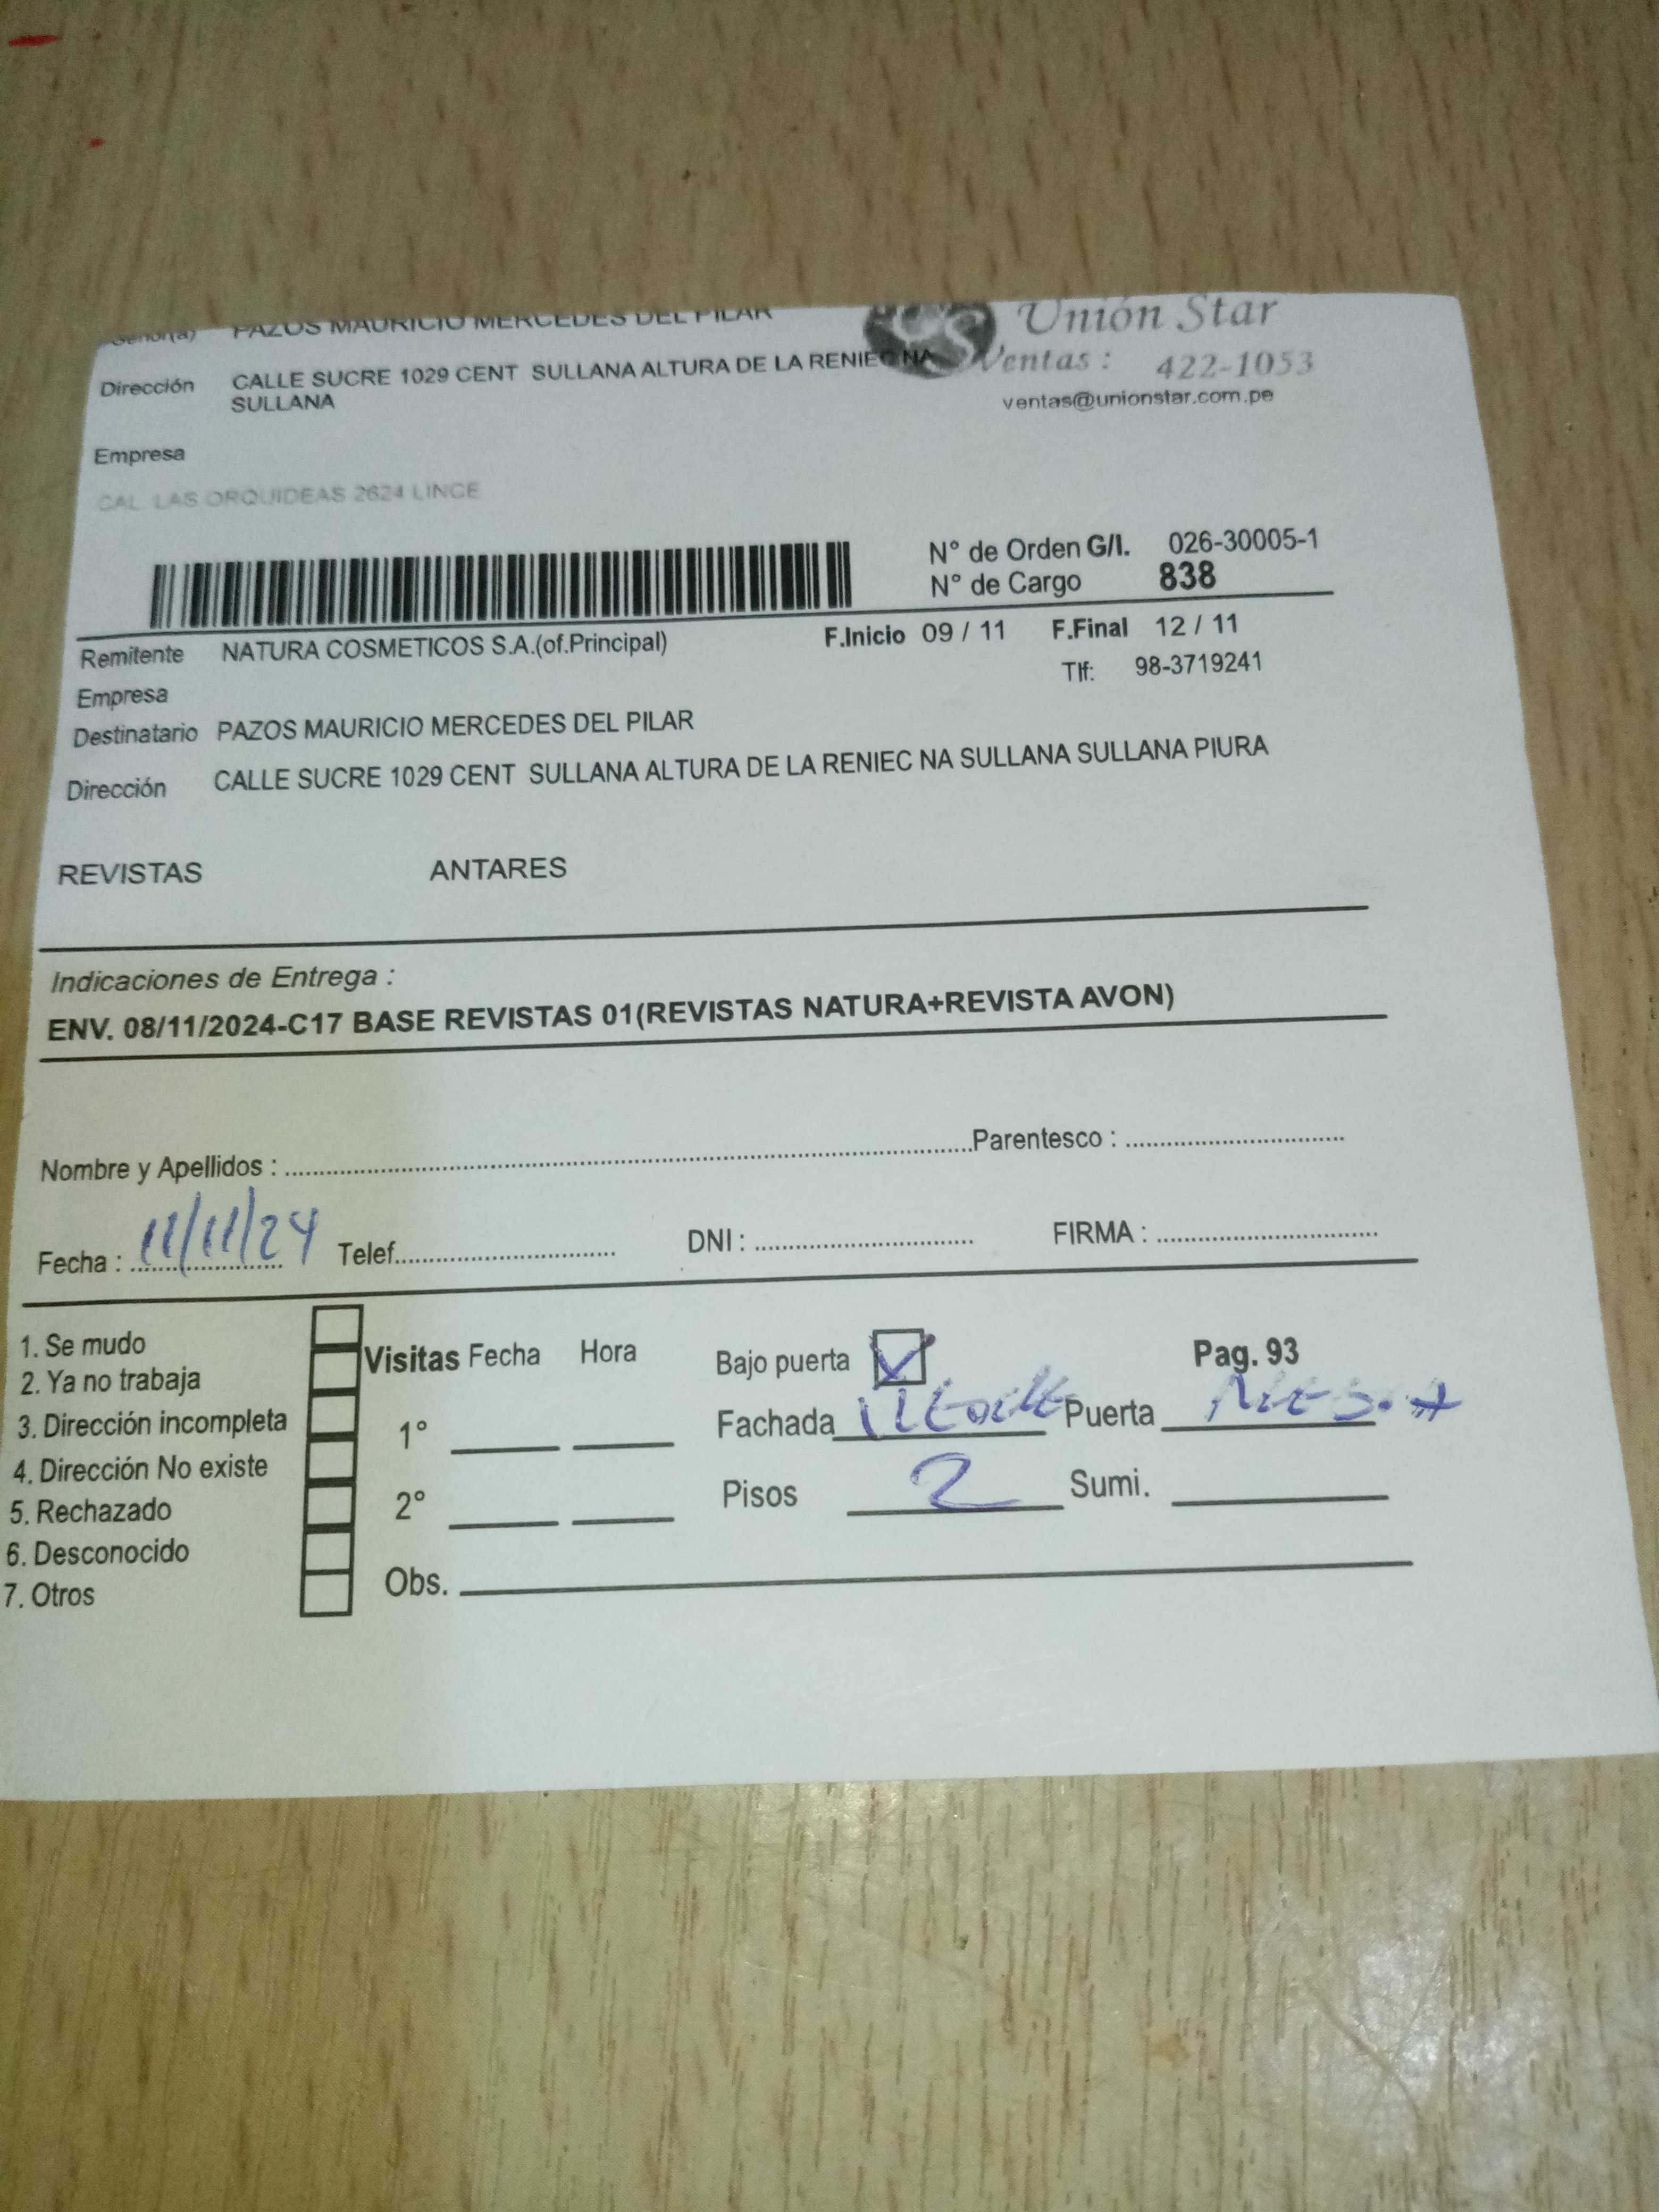 Señor(a) PAZOS MAURICIO MERCEDES DEL PILAR
Unión Star
Dirección CALLE SUCRE 1029 CENT SULLANA ALTURA DE LA RENIEC NA
SULLANA
Ventas : 422-1053
ventas@unionstar.com.pe
Empresa
CAL. LAS ORQUIDEAS 2624 LINCE
N° de Orden G/I. 026-30005-1
N° de Cargo 838
Remitente NATURA COSMETICOS S.A.(of.Principal) F.Inicio 09 / 11 F.Final 12 / 11
Empresa Tlf: 98-3719241
Destinatario PAZOS MAURICIO MERCEDES DEL PILAR
Dirección CALLE SUCRE 1029 CENT SULLANA ALTURA DE LA RENIEC NA SULLANA SULLANA PIURA
REVISTAS ANTARES
Indicaciones de Entrega :
ENV. 08/11/2024-C17 BASE REVISTAS 01(REVISTAS NATURA+REVISTA AVON)
Nombre y Apellidos : Parentesco :
Fecha : 11/11/24 Telef. DNI : FIRMA :
1. Se mudo
2. Ya no trabaja
3. Dirección incompleta
4. Dirección No existe
5. Rechazado
6. Desconocido
7. Otros
Visitas Fecha Hora
1°
2°
Obs.
Bajo puerta Pag. 93
Fachada Puerta
Pisos 2 Sumi.